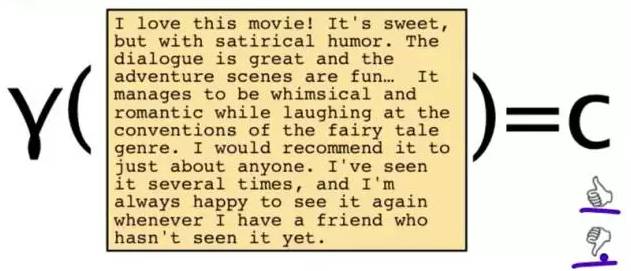 γ(
I love this movie! It's sweet,
but with satirical humor. The
dialogue is great and the
adventure scenes are fun… It
manages to be whimsical and
romantic while laughing at the
conventions of the fairy tale
genre. I would recommend it to
just about anyone. I've seen
it several times, and I'm
always happy to see it again
whenever I have a friend who
hasn't seen it yet.
)=c